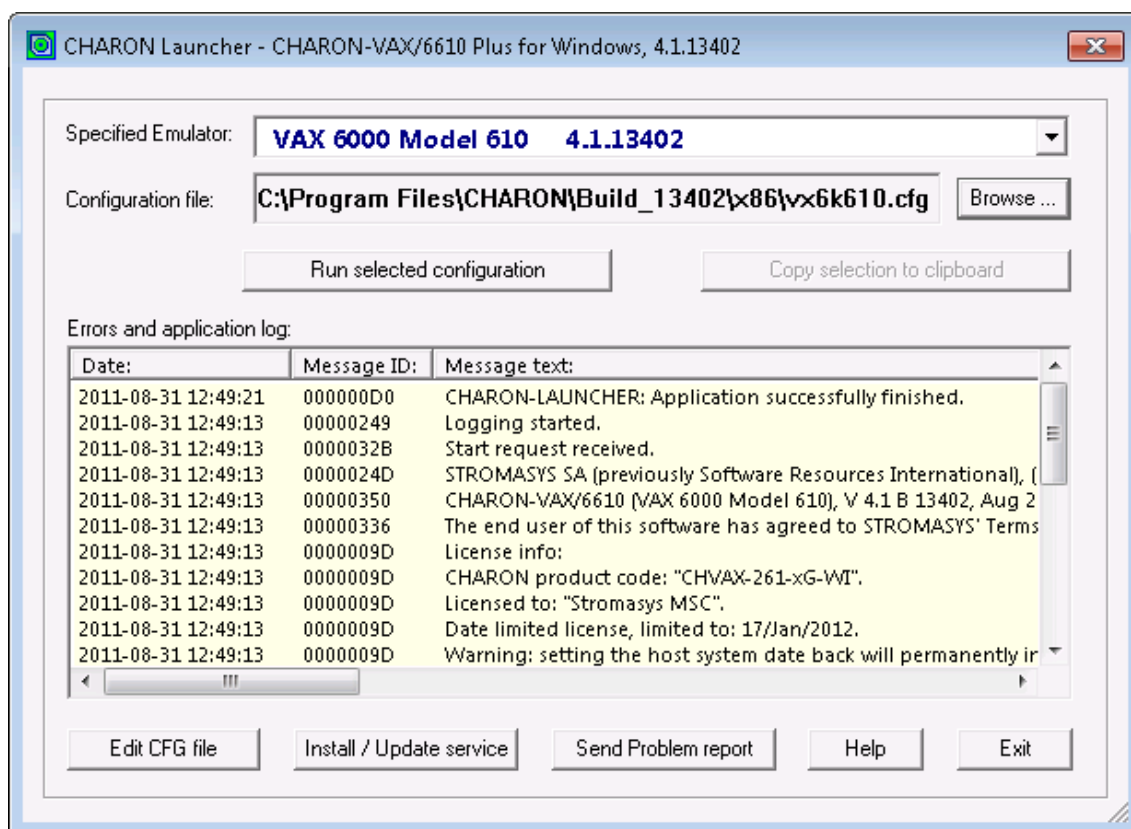 CHARON Launcher - CHARON-VAX/6610 Plus for Windows, 4.1.13402
Specified Emulator: VAX 6000 Model 610 4.1.13402
Configuration file: C:\Program Files\CHARON\Build_13402\x86\vx6k610.cfg Browse ...
Run selected configuration Copy selection to clipboard
Errors and application log:
Date: Message ID: Message text:
2011-08-31 12:49:21 000000D0 CHARON-LAUNCHER: Application successfully finished.
2011-08-31 12:49:13 00000249 Logging started.
2011-08-31 12:49:13 0000032B Start request received.
2011-08-31 12:49:13 0000024D STROMASYS SA (previously Software Resources International), (
2011-08-31 12:49:13 00000350 CHARON-VAX/6610 (VAX 6000 Model 610), V 4.1 B 13402, Aug 2
2011-08-31 12:49:13 00000336 The end user of this software has agreed to STROMASYS' Terms
2011-08-31 12:49:13 0000009D License info:
2011-08-31 12:49:13 0000009D CHARON product code: "CHVAX-261-xG-WI".
2011-08-31 12:49:13 0000009D Licensed to: "Stromasys MSC".
2011-08-31 12:49:13 0000009D Date limited license, limited to: 17/Jan/2012.
2011-08-31 12:49:13 0000009D Warning: setting the host system date back will permanently
Edit CFG file Install / Update service Send Problem report Help Exit